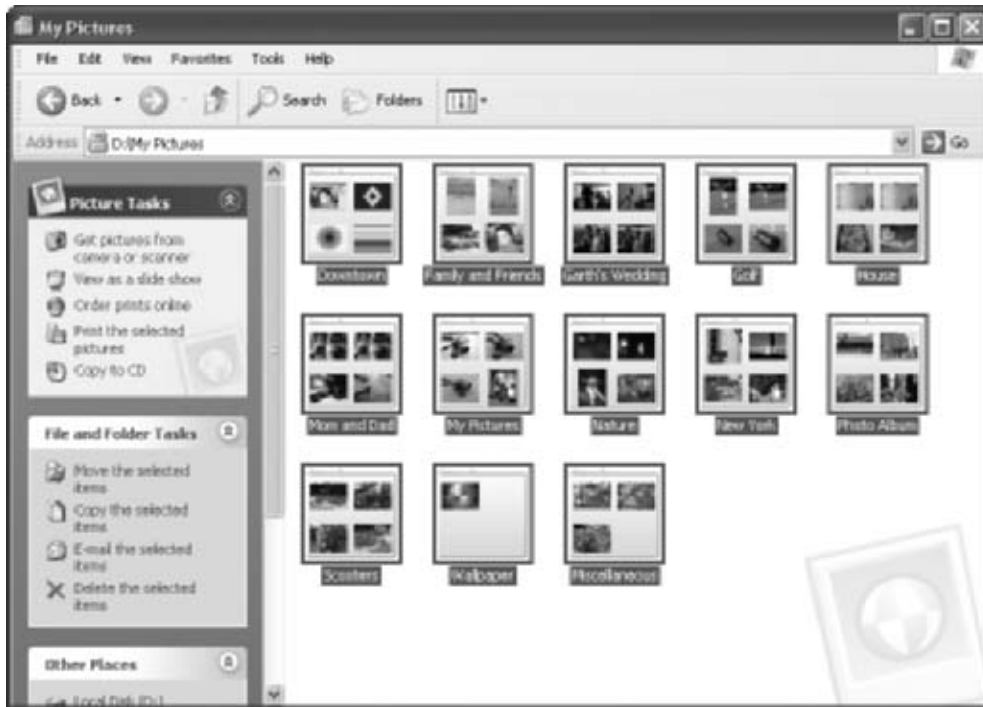 My Pictures
File Edit View Favorites Tools Help
Back Search Folders
Address D:\My Pictures Go
Picture Tasks
Get pictures from
camera or scanner
View as a slide show
Order prints online
Print the selected
pictures
Copy to CD
File and Folder Tasks
Move the selected
items
Copy the selected
items
E-mail the selected
items
Delete the selected
items
Other Places
Local Disk (D:)
Downtown Family and Friends Garth's Wedding Golf House
Mom and Dad My Pictures Nature New York Photo Album
Scooters Wallpaper Miscellaneous